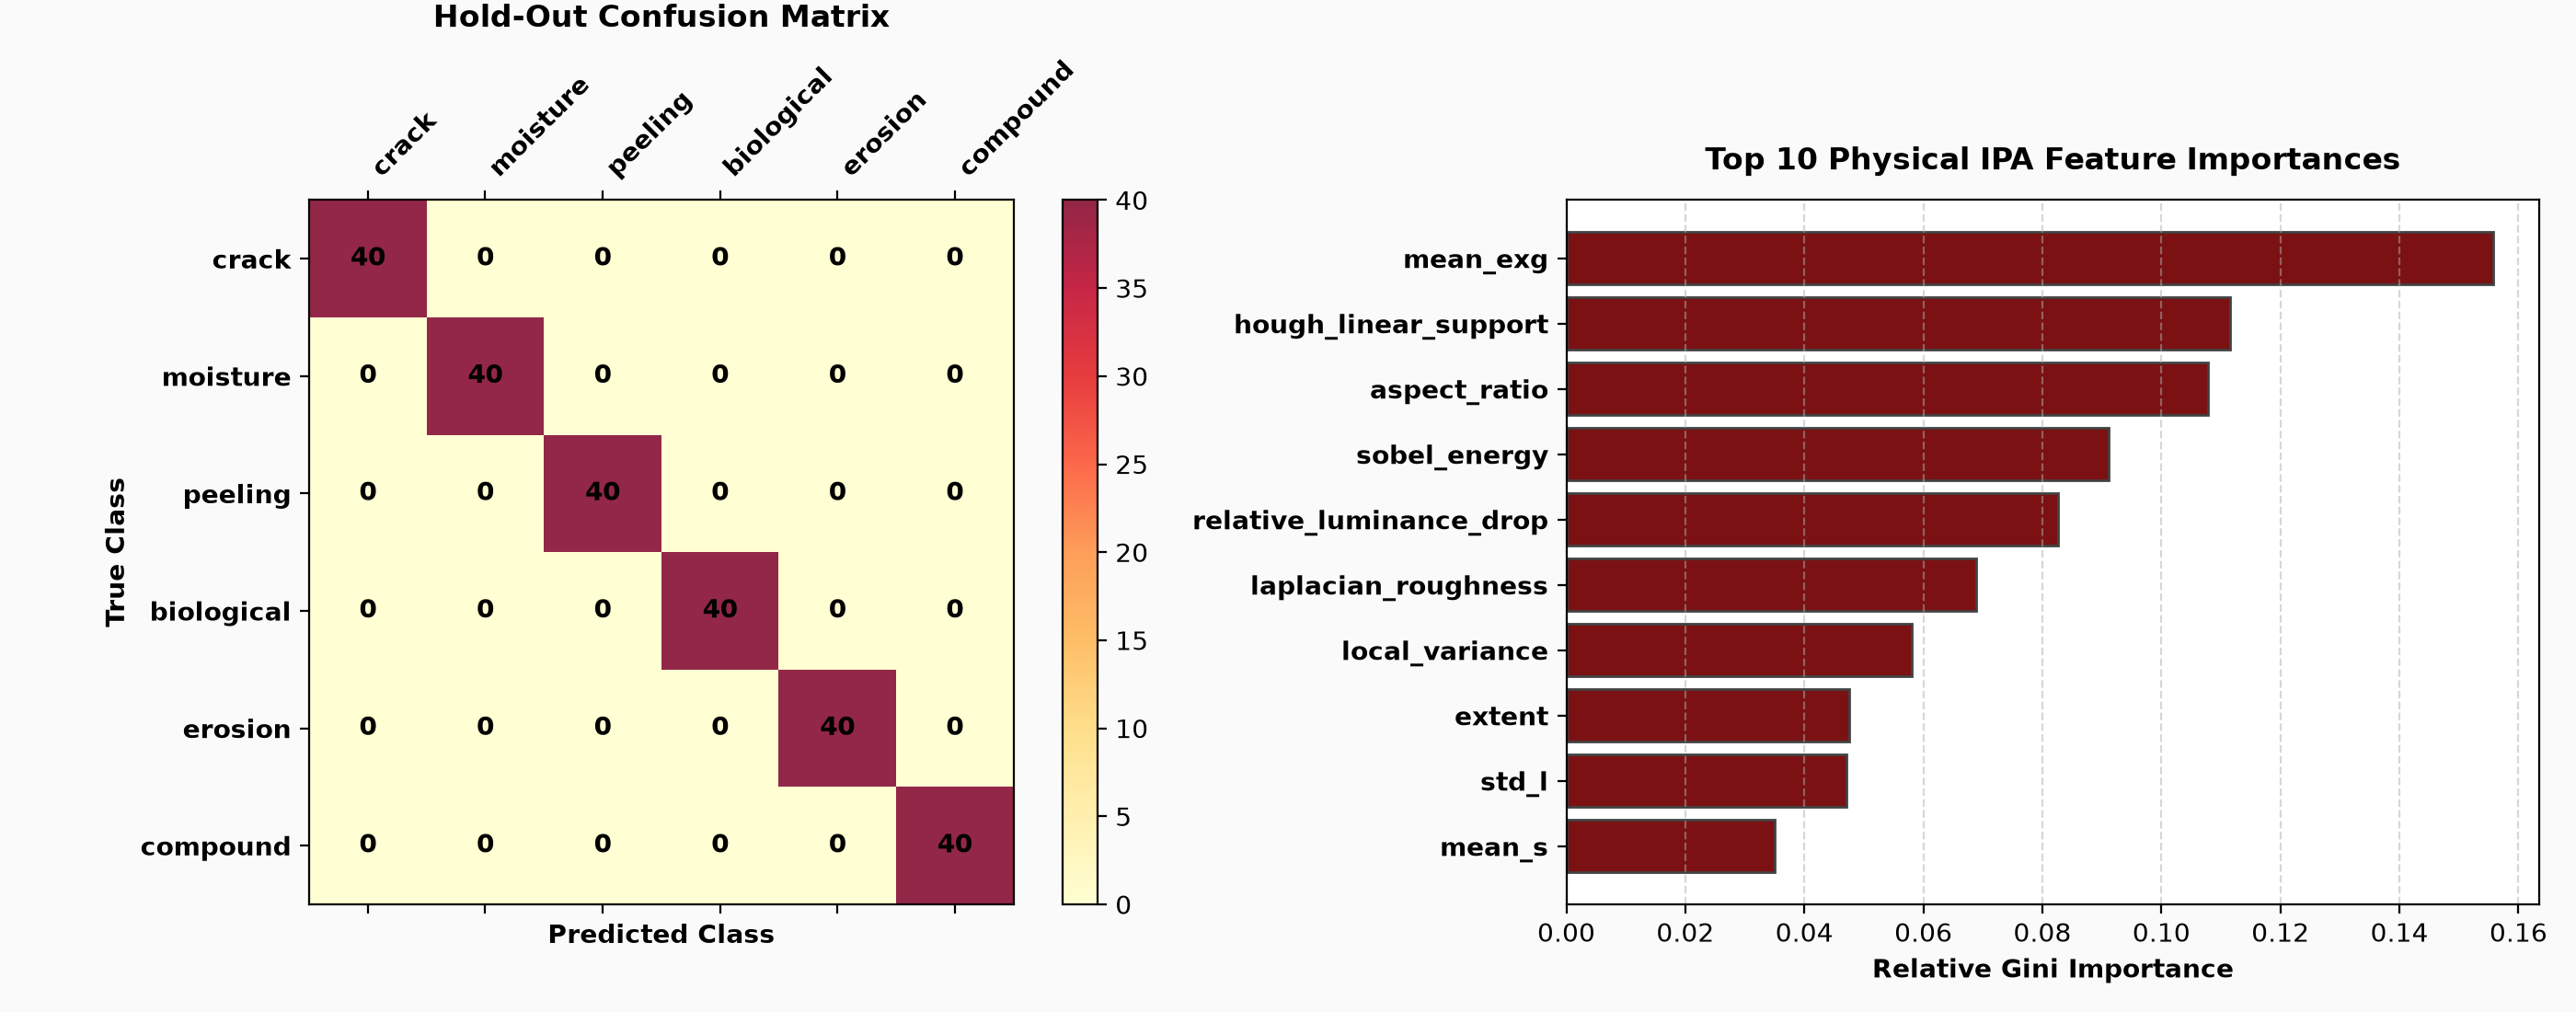 Hold-Out Confusion Matrix
crack moisture peeling biological erosion compound
crack 40 0 0 0 0 0
moisture 0 40 0 0 0 0
peeling 0 0 40 0 0 0
biological 0 0 0 40 0 0
erosion 0 0 0 0 40 0
compound 0 0 0 0 0 40
True Class
Predicted Class
40
35
30
25
20
15
10
5
0
Top 10 Physical IPA Feature Importances
mean_exg
hough_linear_support
aspect_ratio
sobel_energy
relative_luminance_drop
laplacian_roughness
local_variance
extent
std_l
mean_s
0.00 0.02 0.04 0.06 0.08 0.10 0.12 0.14 0.16
Relative Gini Importance